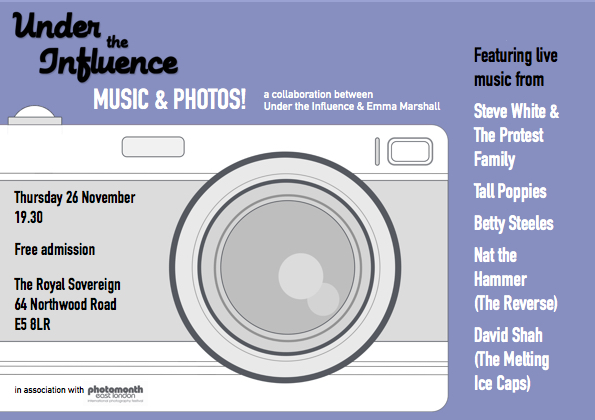 Under
the
Influence
MUSIC & PHOTOS!
a collaboration between
Under the Influence & Emma Marshall
Thursday 26 November
19.30
Free admission
The Royal Sovereign
64 Northwood Road
E5 8LR
in association with photomonth
east london
international photography festival
Featuring live
music from
Steve White &
The Protest
Family
Tall Poppies
Betty Steeles
Nat the
Hammer
(The Reverse)
David Shah
(The Melting
Ice Caps)